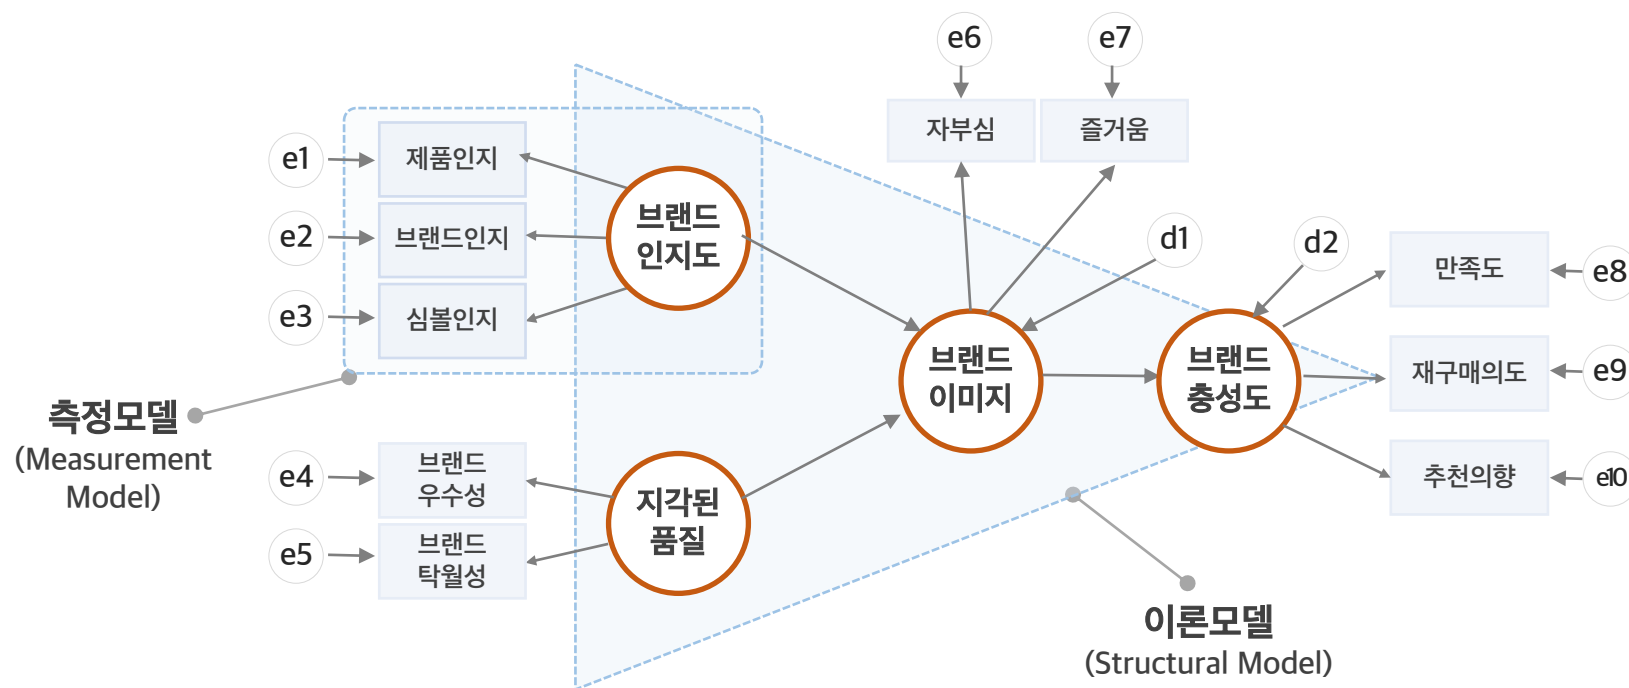 e6
e7
자부심
즐거움
e1
제품인지
e2
브랜드인지
e3
심볼인지
브랜드
인지도
d1
d2
만족도
e8
브랜드
이미지
브랜드
충성도
재구매의도
e9
추천의향
e10
측정모델
(Measurement
Model)
e4
브랜드
우수성
e5
브랜드
탁월성
지각된
품질
이론모델
(Structural Model)